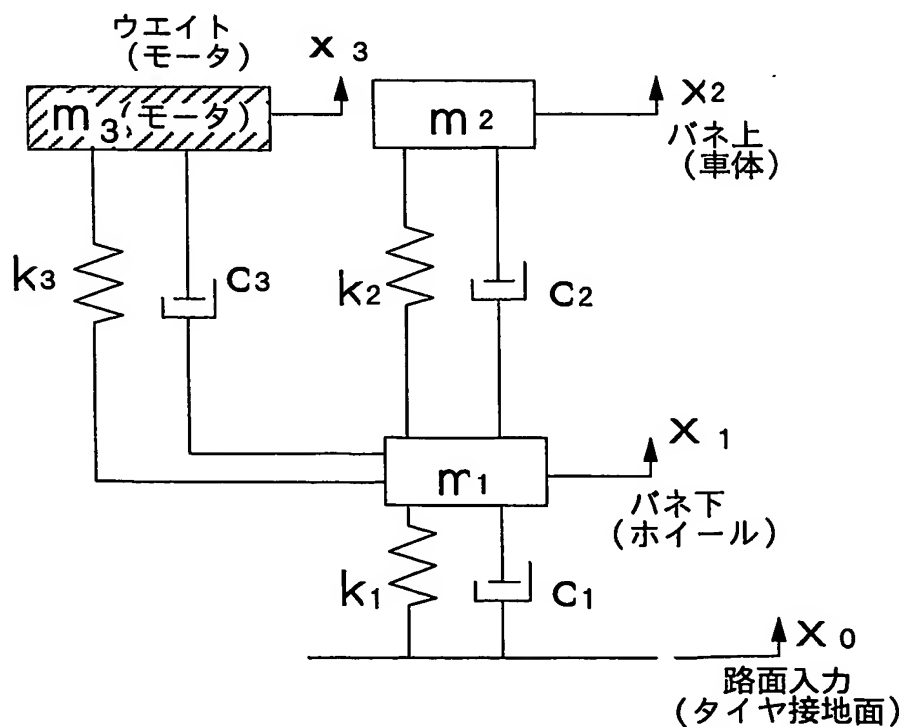 ウエイト
(モータ)
x 3
m 3 (モータ)
m 2
x2
バネ上
(車体)
k3
c3
k2
c2
x 1
m1
バネ下
(ホイール)
k1
c1
x 0
路面入力
(タイヤ接地面)